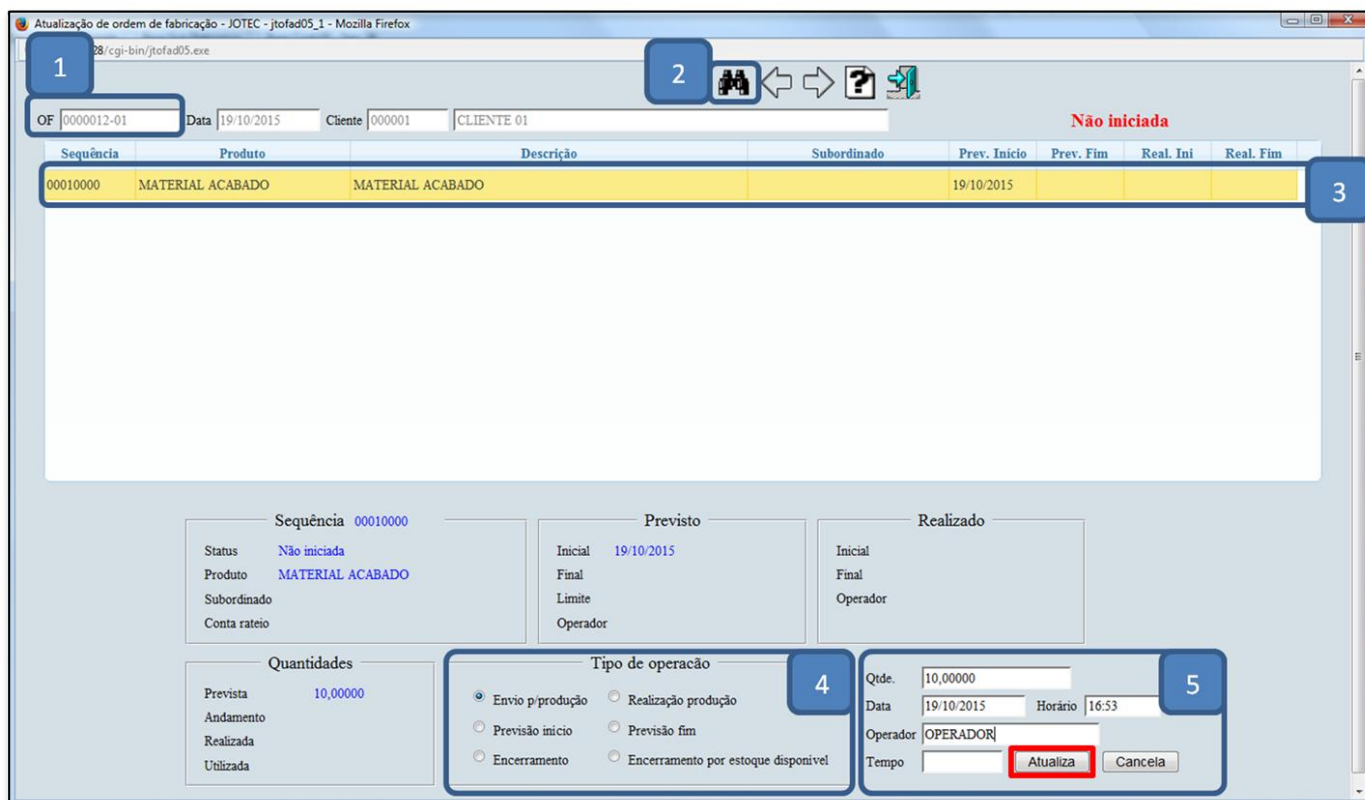 Atualização de ordem de fabricação - JOTEC - jtofad05_1 - Mozilla Firefox
28/cgi-bin/jtofad05.exe
1
2
OF 0000012-01 Data 19/10/2015 Cliente 000001 CLIENTE 01 Não iniciada
Sequência Produto Descrição Subordinado Prev. Início Prev. Fim Real. Ini Real. Fim
00010000 MATERIAL ACABADO MATERIAL ACABADO 19/10/2015
3
Sequência 00010000
Status Não iniciada
Produto MATERIAL ACABADO
Subordinado
Conta rateio
Previsto
Inicial 19/10/2015
Final
Limite
Operador
Realizado
Inicial
Final
Operador
Quantidades
Prevista 10,00000
Andamento
Realizada
Utilizada
Tipo de operacão
4
Envio p/produção Realização produção
Previsão inicio Previsão fim
Encerramento Encerramento por estoque disponivel
5
Qtde. 10,00000
Data 19/10/2015 Horário 16:53
Operador OPERADOR
Tempo Atualiza Cancela